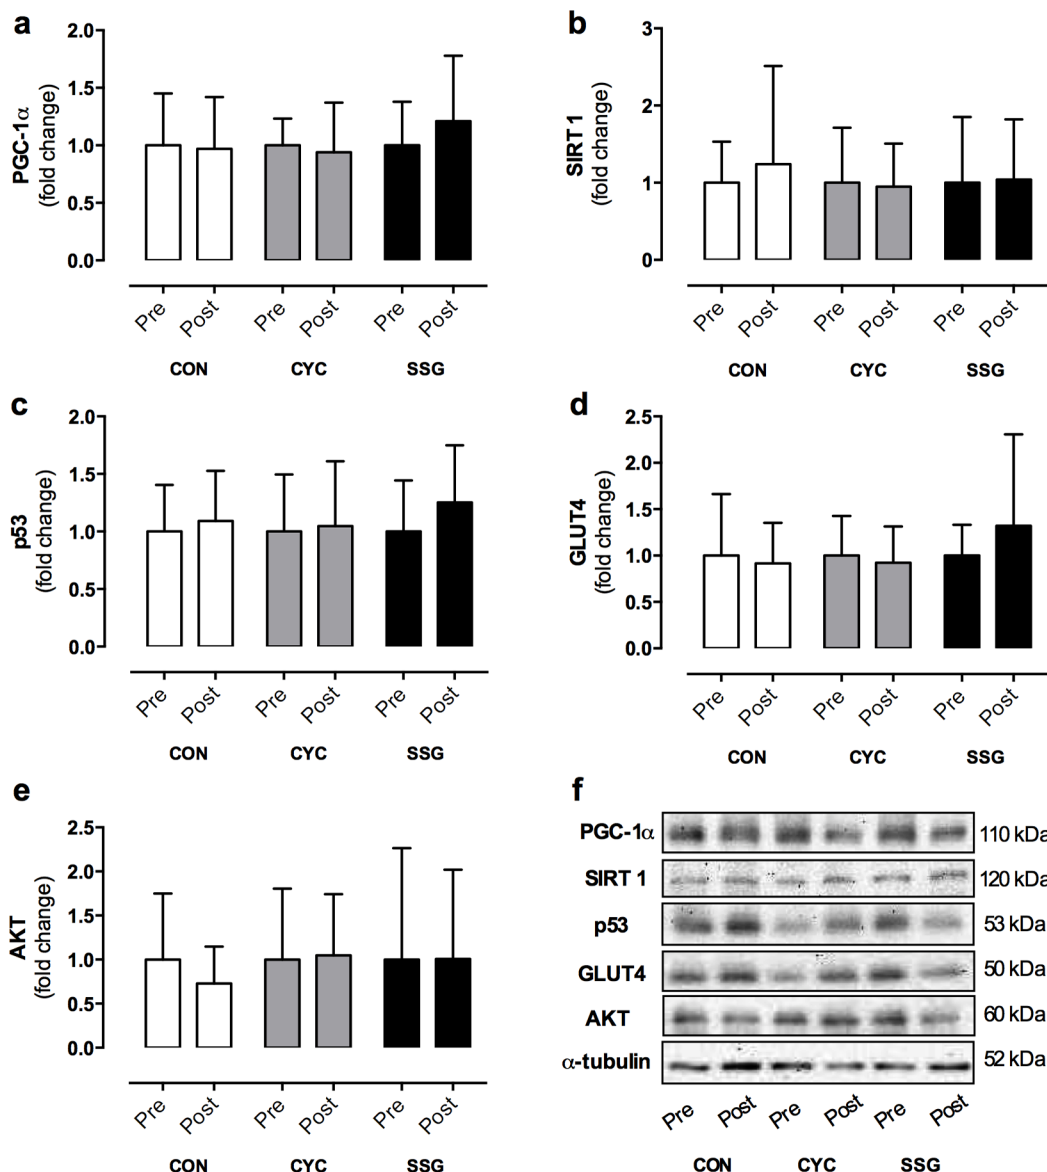 a
PGC-1α
(fold change)
2.0
1.5
1.0
0.5
0.0
Pre
Post
Pre
Post
Pre
Post
CON
CYC
SSG
b
SIRT 1
(fold change)
3
2
1
0
Pre
Post
Pre
Post
Pre
Post
CON
CYC
SSG
c
p53
(fold change)
2.0
1.5
1.0
0.5
0.0
Pre
Post
Pre
Post
Pre
Post
CON
CYC
SSG
d
GLUT4
(fold change)
2.5
2.0
1.5
1.0
0.5
0.0
Pre
Post
Pre
Post
Pre
Post
CON
CYC
SSG
e
AKT
(fold change)
2.5
2.0
1.5
1.0
0.5
0.0
Pre
Post
Pre
Post
Pre
Post
CON
CYC
SSG
f
PGC-1α 110 kDa
SIRT 1 120 kDa
p53 53 kDa
GLUT4 50 kDa
AKT 60 kDa
α-tubulin 52 kDa
Pre
Post
Pre
Post
Pre
Post
CON
CYC
SSG